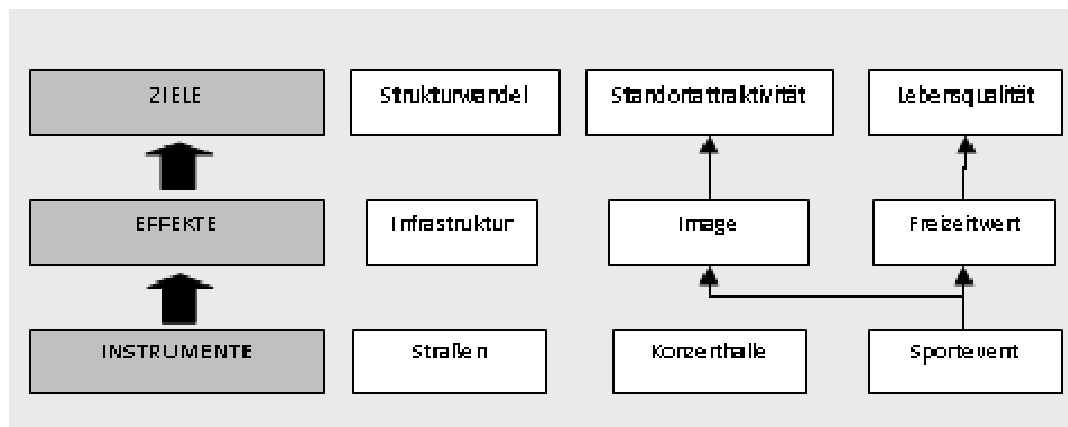 ZIELE
Strukturwandel
Standortattraktivität
Lebensqualität
EFFEKTE
Infrastruktur
Image
Freizeitwert
INSTRUMENTE
Straßen
Konzerthalle
Sportevent